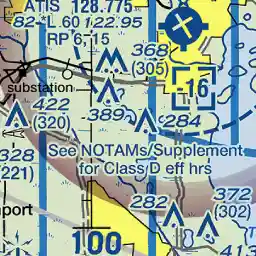 ATIS 128.775
82 *L 60 122.95
RP 6, 15
368
(305)
-16
substation
422
(320)
389
284
See NOTAMs/Supplement
for Class D eff hrs
328
221)
372
(302)
282
port
100
413